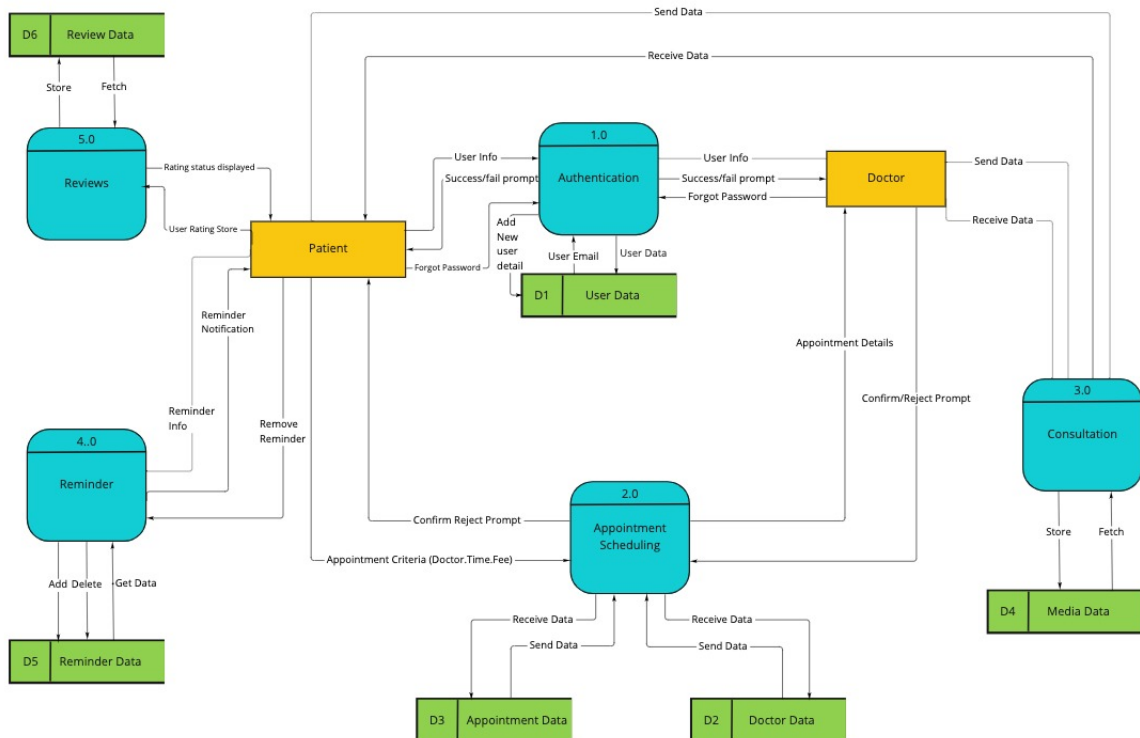 Send Data
D6 Review Data
Receive Data
Store
Fetch
5.0
Reviews
1.0
Authentication
Rating status displayed
User Info
Success/fail prompt
User Info
Success/fail prompt
Forgot Password
Doctor
Send Data
Receive Data
User Rating Store
Patient
Forgot Password
Add
New
user
detail
User Email
User Data
D1 User Data
Reminder
Notification
Appointment Details
Confirm/Reject Prompt
Reminder
Info
Remove
Reminder
3.0
Consultation
4..0
Reminder
2.0
Appointment
Scheduling
Confirm Reject Prompt
Appointment Criteria (Doctor.Time.Fee)
Store
Fetch
Add
Delete
Get Data
D4 Media Data
Receive Data
Send Data
Receive Data
Send Data
D5 Reminder Data
D3 Appointment Data
D2 Doctor Data